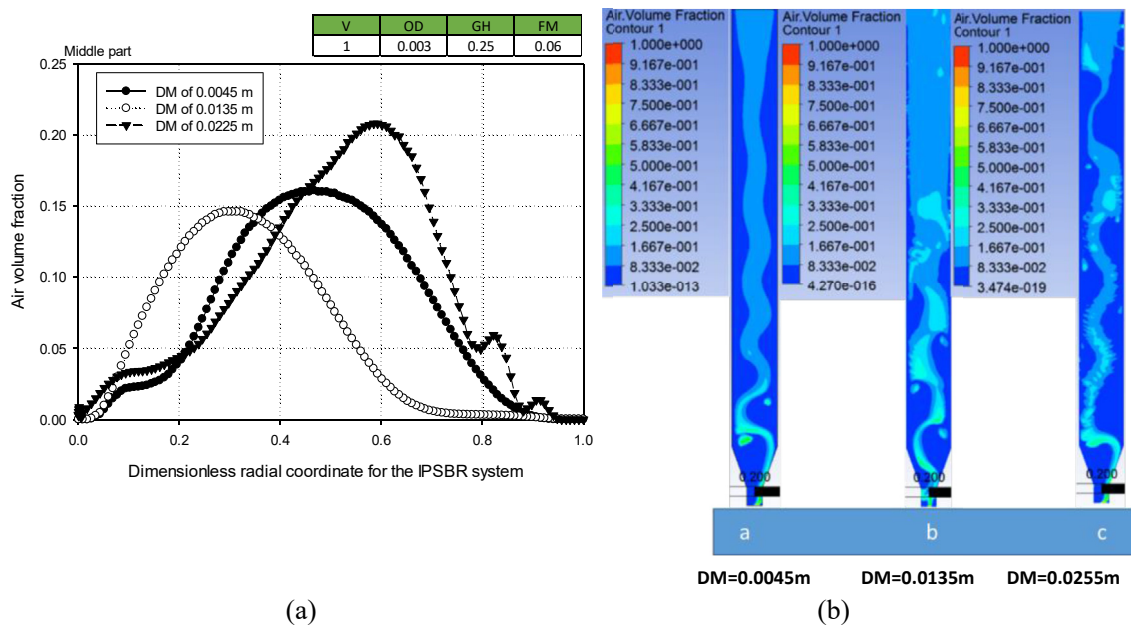 V OD GH FM
1 0.003 0.25 0.06
Middle part
DM of 0.0045 m
DM of 0.0135 m
DM of 0.0225 m
Air volume fraction
0.25
0.20
0.15
0.10
0.05
0.00
0.0 0.2 0.4 0.6 0.8 1.0
Dimensionless radial coordinate for the IPSBR system
(a)
Air.Volume Fraction
Contour 1
1.000e+000
9.167e-001
8.333e-001
7.500e-001
6.667e-001
5.833e-001
5.000e-001
4.167e-001
3.333e-001
2.500e-001
1.667e-001
8.333e-002
1.033e-013
Air.Volume Fraction
Contour 1
1.000e+000
9.167e-001
8.333e-001
7.500e-001
6.667e-001
5.833e-001
5.000e-001
4.167e-001
3.333e-001
2.500e-001
1.667e-001
8.333e-002
4.270e-016
Air.Volume Fraction
Contour 1
1.000e+000
9.167e-001
8.333e-001
7.500e-001
6.667e-001
5.833e-001
5.000e-001
4.167e-001
3.333e-001
2.500e-001
1.667e-001
8.333e-002
3.474e-019
0.200 0.200 0.200
a b c
DM=0.0045m DM=0.0135m DM=0.0255m
(b)